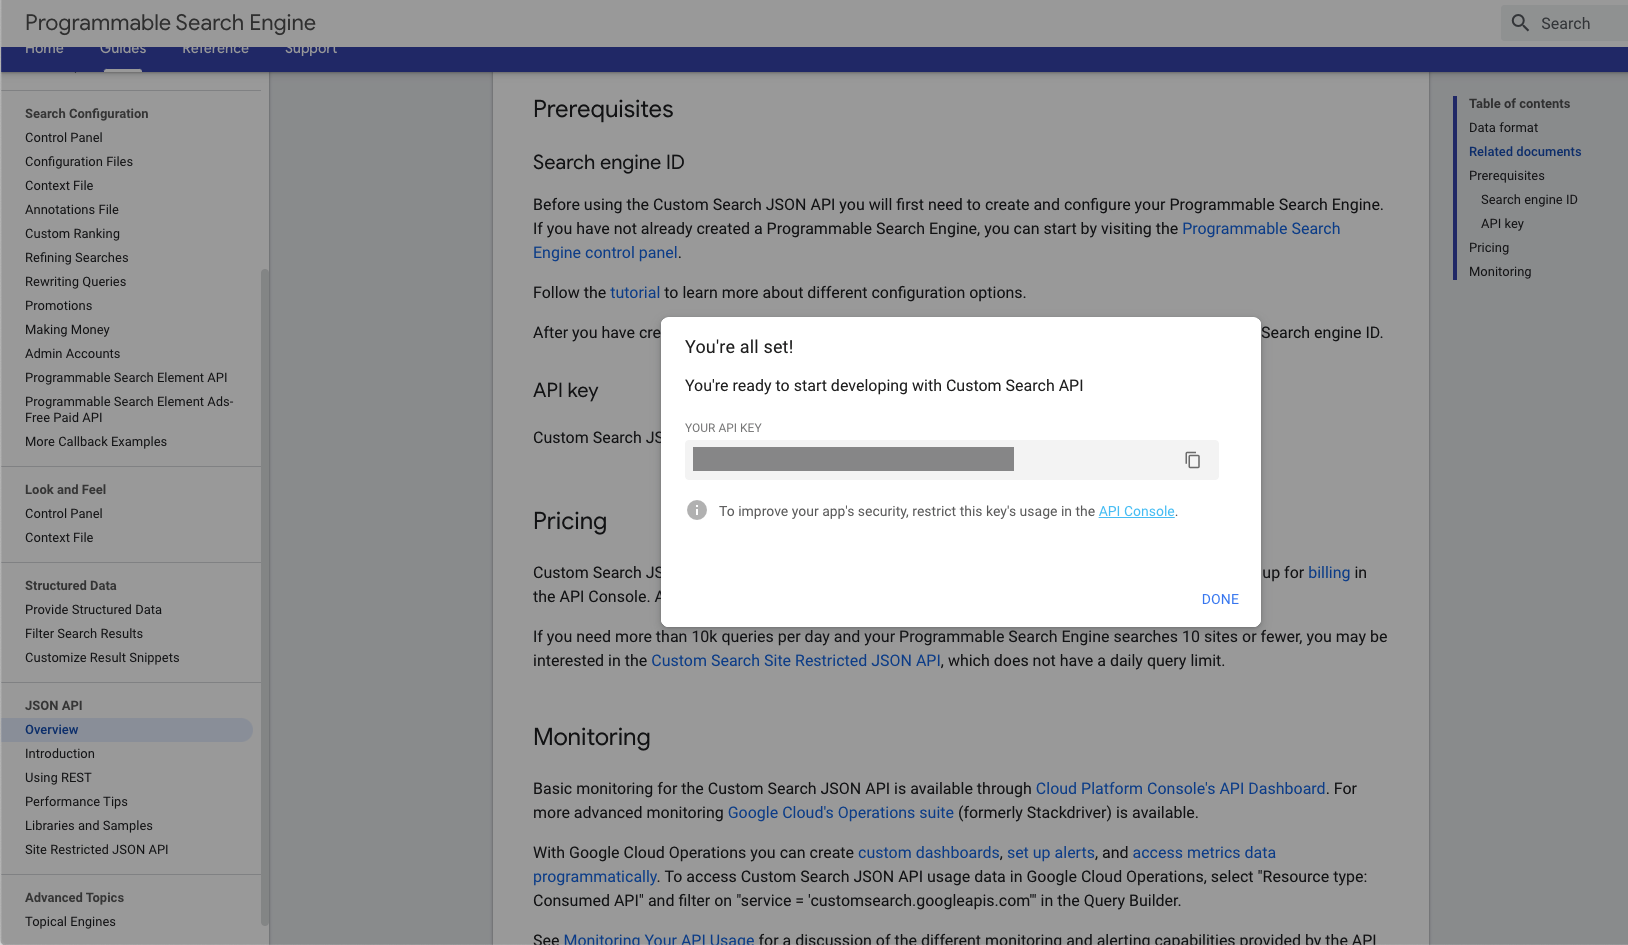 Programmable Search Engine
Search
Home Guides Reference Support
Search Configuration
Control Panel
Configuration Files
Context File
Annotations File
Custom Ranking
Refining Searches
Rewriting Queries
Promotions
Making Money
Admin Accounts
Programmable Search Element API
Programmable Search Element Ads-
Free Paid API
More Callback Examples
Look and Feel
Control Panel
Context File
Structured Data
Provide Structured Data
Filter Search Results
Customize Result Snippets
JSON API
Overview
Introduction
Using REST
Performance Tips
Libraries and Samples
Site Restricted JSON API
Advanced Topics
Topical Engines
Prerequisites
Search engine ID
Before using the Custom Search JSON API you will first need to create and configure your Programmable Search Engine.
If you have not already created a Programmable Search Engine, you can start by visiting the Programmable Search
Engine control panel.
Follow the tutorial to learn more about different configuration options.
After you have cre Search engine ID.
API key
Custom Search JS
Pricing
Custom Search JS up for billing in
the API Console. A
If you need more than 10k queries per day and your Programmable Search Engine searches 10 sites or fewer, you may be
interested in the Custom Search Site Restricted JSON API, which does not have a daily query limit.
Monitoring
Basic monitoring for the Custom Search JSON API is available through Cloud Platform Console's API Dashboard. For
more advanced monitoring Google Cloud's Operations suite (formerly Stackdriver) is available.
With Google Cloud Operations you can create custom dashboards, set up alerts, and access metrics data
programmatically. To access Custom Search JSON API usage data in Google Cloud Operations, select "Resource type:
Consumed API" and filter on "service = 'customsearch.googleapis.com'" in the Query Builder.
See Monitoring Your API Usage for a discussion of the different monitoring and alerting capabilities provided by the API
You're all set!
You're ready to start developing with Custom Search API
YOUR API KEY
To improve your app's security, restrict this key's usage in the API Console.
DONE
Table of contents
Data format
Related documents
Prerequisites
Search engine ID
API key
Pricing
Monitoring